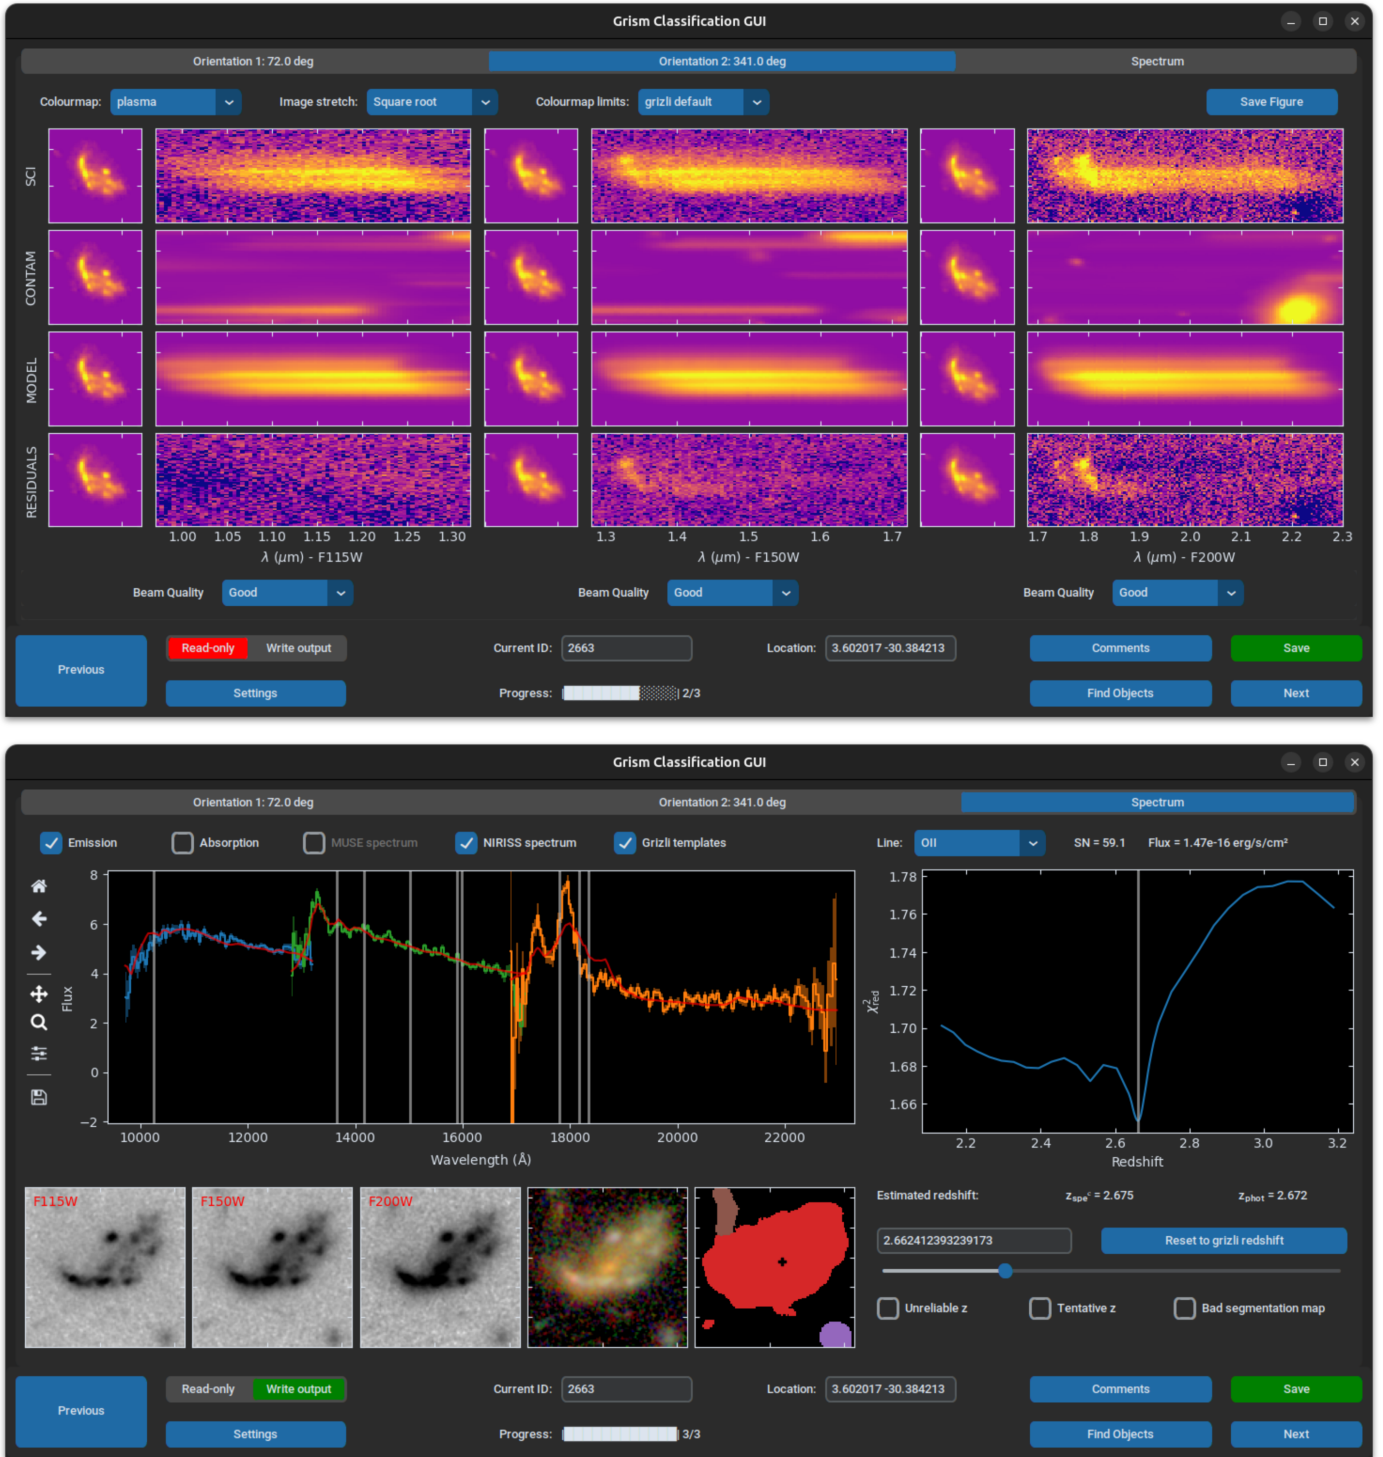 Grism Classification GUI
Orientation 1: 72.0 deg Orientation 2: 341.0 deg Spectrum
Colourmap: plasma Image stretch: Square root Colourmap limits: grizli default Save Figure
SCI
CONTAM
MODEL
RESIDUALS
1.00 1.05 1.10 1.15 1.20 1.25 1.30 1.3 1.4 1.5 1.6 1.7 1.7 1.8 1.9 2.0 2.1 2.2 2.3
λ (μm) - F115W λ (μm) - F150W λ (μm) - F200W
Beam Quality Good Beam Quality Good Beam Quality Good
Previous
Read-only Write output Current ID: 2663 Location: 3.602017 -30.384213 Comments Save
Settings Progress: 2/3 Find Objects Next
Grism Classification GUI
Orientation 1: 72.0 deg Orientation 2: 341.0 deg Spectrum
Emission Absorption MUSE spectrum NIRISS spectrum Grizli templates Line: OII SN = 59.1 Flux = 1.47e-16 erg/s/cm²
8
6
4
2
0
−2
Flux
10000 12000 14000 16000 18000 20000 22000
Wavelength (Å)
1.78
1.76
1.74
1.72
1.70
1.68
1.66
χ²red
2.2 2.4 2.6 2.8 3.0 3.2
Redshift
F115W F150W F200W
Estimated redshift: zspec = 2.675 zphot = 2.672
2.662412393239173 Reset to grizli redshift
Unreliable z Tentative z Bad segmentation map
Previous
Read-only Write output Current ID: 2663 Location: 3.602017 -30.384213 Comments Save
Settings Progress: 3/3 Find Objects Next